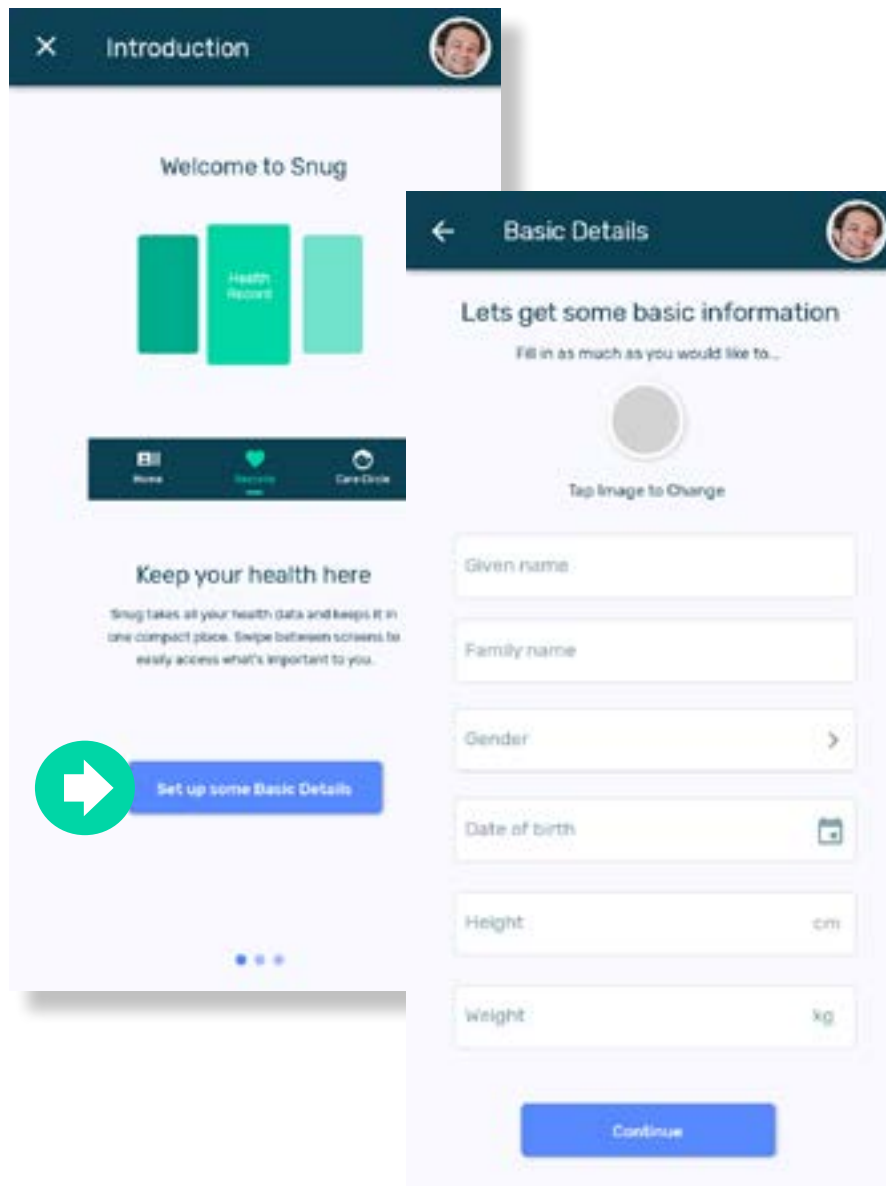 Introduction
Welcome to Snug
Health
Record
Home
Records
Care Circle
Keep your health here
Snug takes all your health data and keeps it in
one compact place. Swipe between screens to
easily access what's important to you.
Set up some Basic Details
Basic Details
Lets get some basic information
Fill in as much as you would like to...
Tap Image to Change
Given name
Family name
Gender
Date of birth
Height
cm
Weight
kg
Continue